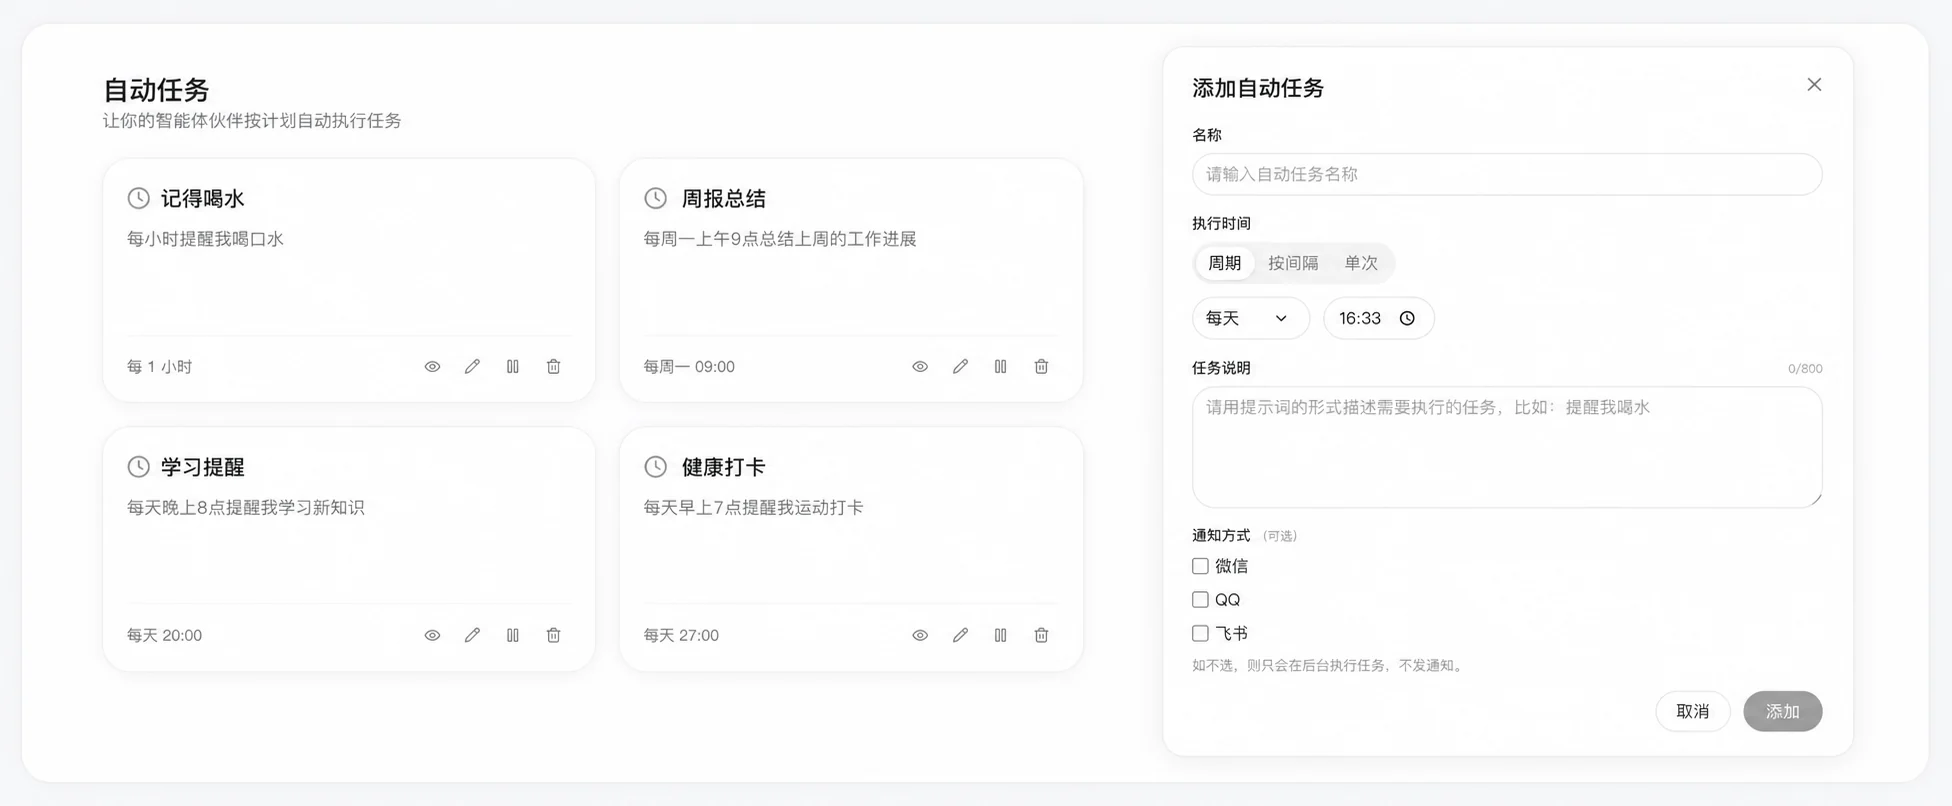 自动任务
让你的智能体伙伴按计划自动执行任务
记得喝水
每小时提醒我喝口水
每 1 小时
周报总结
每周一上午9点总结上周的工作进展
每周一 09:00
学习提醒
每天晚上8点提醒我学习新知识
每天 20:00
健康打卡
每天早上7点提醒我运动打卡
每天 27:00
添加自动任务
名称
请输入自动任务名称
执行时间
周期 按间隔 单次
每天 16:33
任务说明 0/800
请用提示词的形式描述需要执行的任务，比如：提醒我喝水
通知方式 （可选）
微信
QQ
飞书
如不选，则只会在后台执行任务，不发通知。
取消 添加